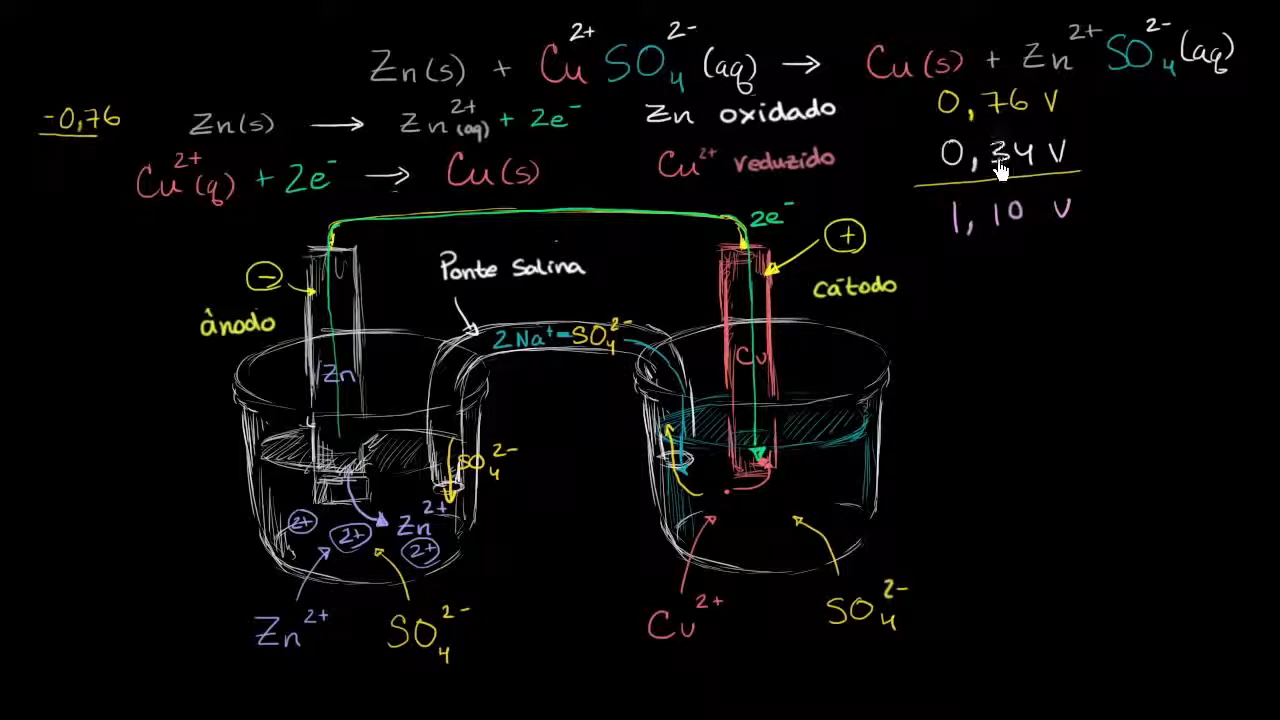 Zn(s) + Cu²⁺ SO₄²⁻ (aq) → Cu(s) + Zn²⁺ SO₄²⁻ (aq)
-0,76 Zn(s) → Zn²⁺(aq) + 2e⁻ Zn oxidado 0,76 V
Cu²⁺(q) + 2e⁻ → Cu(s) Cu²⁺ reduzido 0,34 V
1,10 V
2e⁻
- Ponte Salina +
ânodo cátodo
2Na⁺ SO₄²⁻
Zn Cu
SO₄²⁻
2+ 2+ Zn²⁺
2+
Zn²⁺ SO₄²⁻ Cu²⁺ SO₄²⁻